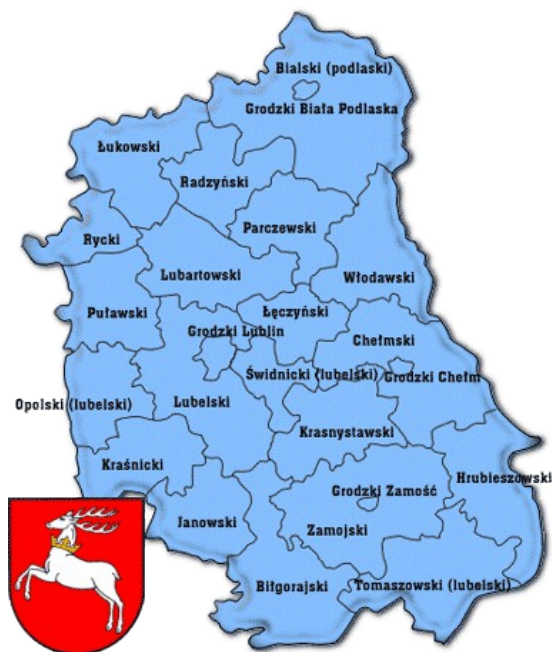 Bialski (podlaski)
Grodzki Biała Podlaska
Łukowski
Radzyński
Parczewski
Rycki
Lubartowski
Włodawski
Puławski
Łęczyński
Grodzki Lublin
Chełmski
Świdnicki (lubelski)
Grodzki Chełm
Opolski (lubelski)
Lubelski
Krasnystawski
Kraśnicki
Hrubieszowski
Grodzki Zamość
Janowski
Zamojski
Biłgorajski
Tomaszowski (lubelski)